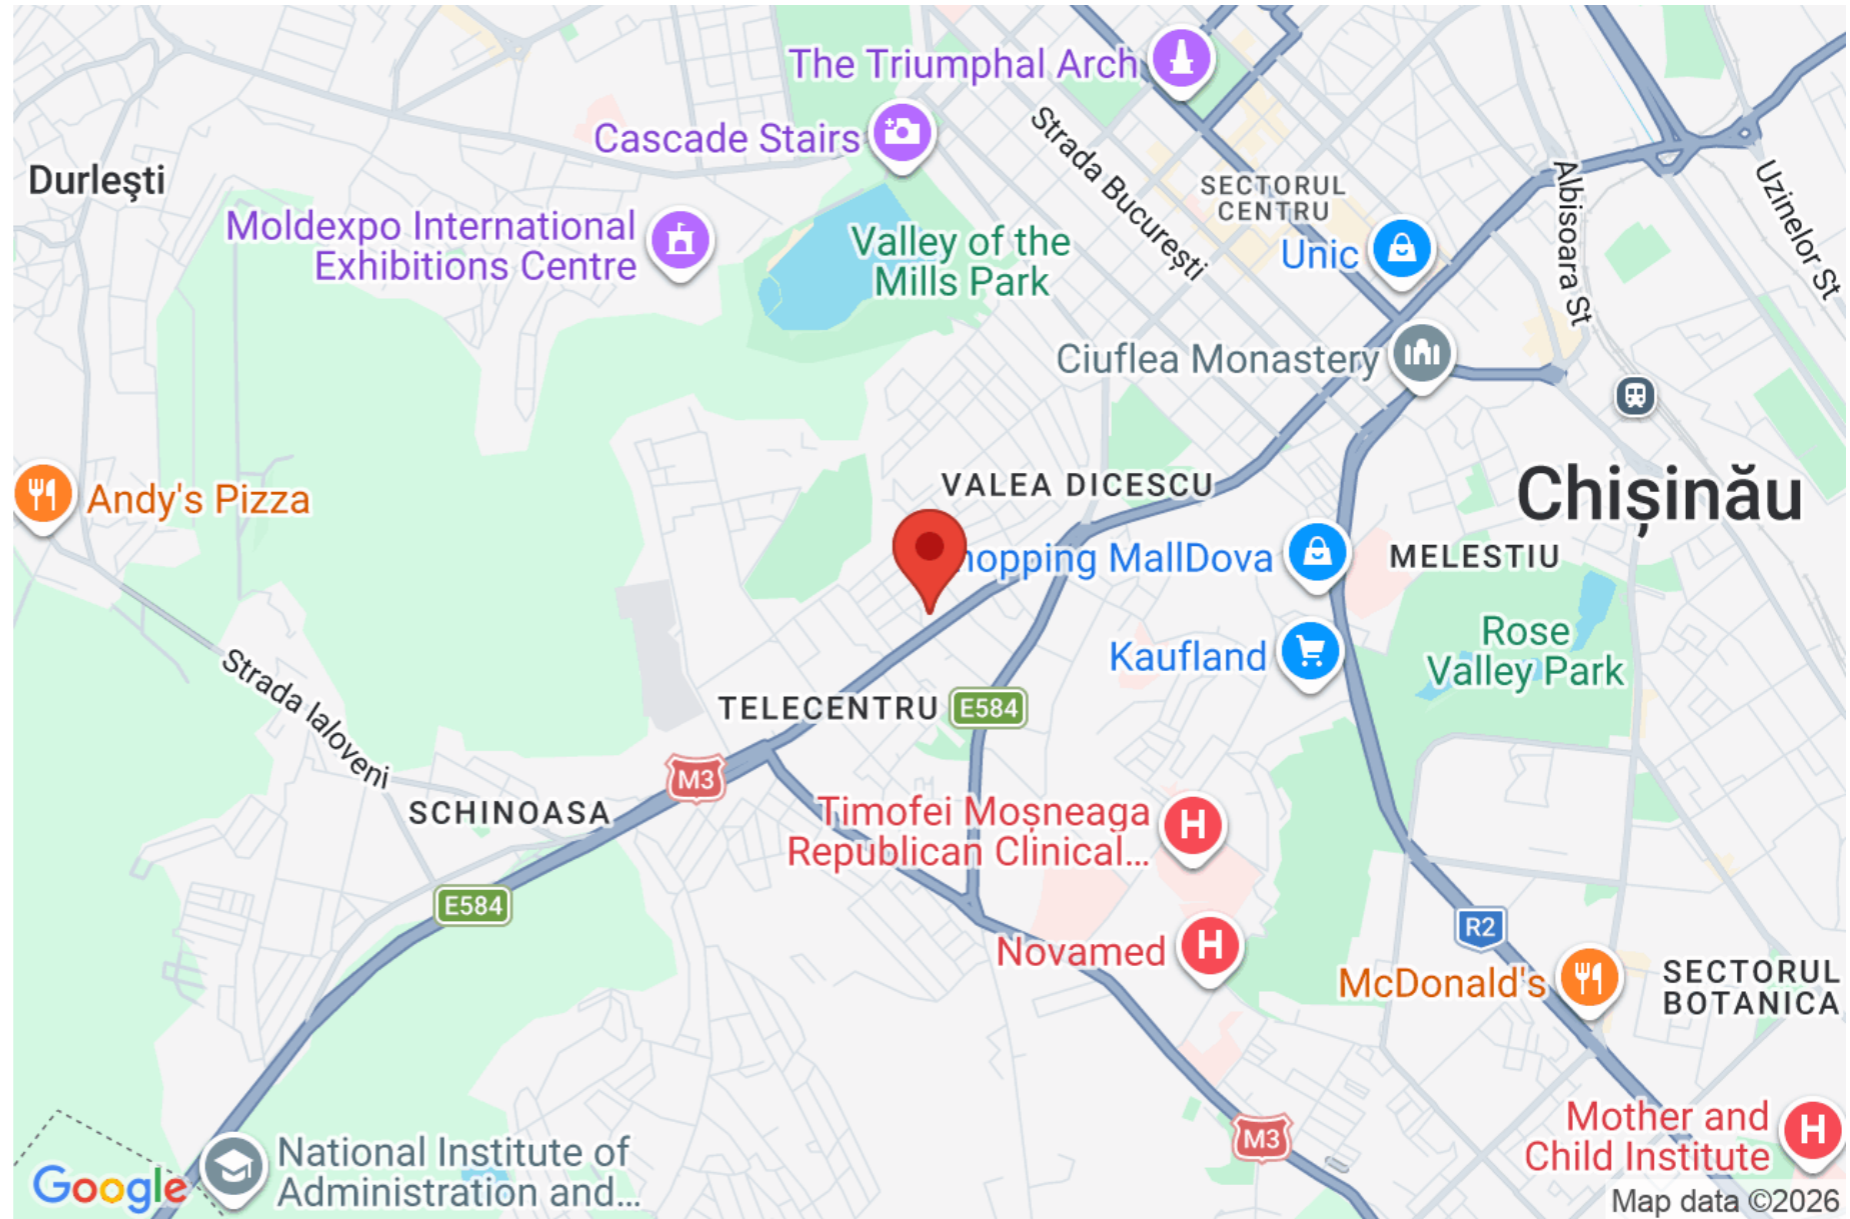 The Triumphal Arch
Cascade Stairs
Strada București
Durleşti
SECTORUL
CENTRU
Albisoara St
Uzinelor St
Moldexpo International
Exhibitions Centre
Valley of the
Mills Park
Unic
Ciuflea Monastery
Andy's Pizza
VALEA DICESCU
Chișinău
hopping MallDova
MELESTIU
Kaufland
Rose
Valley Park
Strada Ialoveni
TELECENTRU
E584
M3
SCHINOASA
Timofei Moșneaga
Republican Clinical...
H
E584
R2
Novamed
H
McDonald's
SECTORUL
BOTANICA
M3
Mother and
Child Institute
H
National Institute of
Administration and...
Google
Map data ©2026